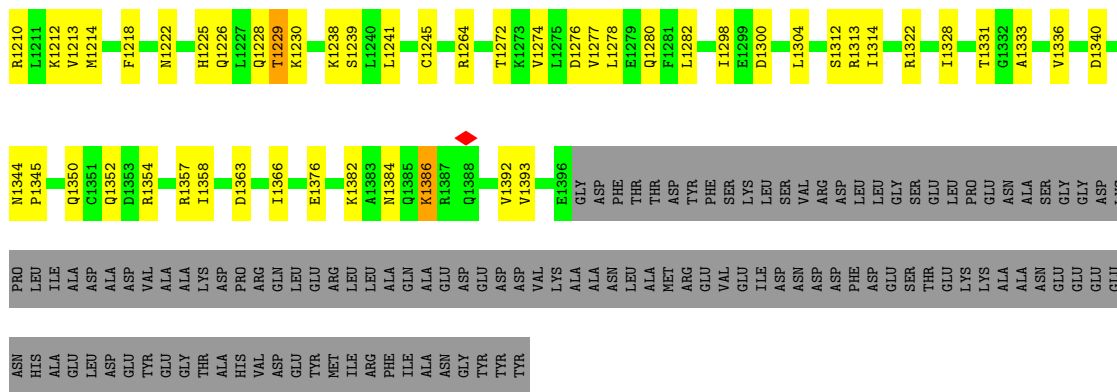 R1210 L1211 K1212 V1213 M1214 F1218 N1222 H1225 Q1226 L1227 Q1228 T1229 K1230 K1238 S1239 L1240 L1241 C1245 R1264 T1272 K1273 V1274 L1275 D1276 V1277 L1278 E1279 Q1280 F1281 L1282 I1298 E1299 D1300 L1304 S1312 R1313 I1314 R1322 I1328 T1331 G1332 A1333 V1336 D1340
N1344 P1345 Q1350 C1351 Q1352 D1353 R1354 R1357 I1358 D1363 I1366 E1376 K1382 A1383 N1384 Q1385 K1386 R1387 Q1388 V1392 V1393 E1396 GLY ASP PHE THR THR ASP TYR PHE SER LYS LEU SER VAL ARG ASP LEU LEU GLY SER GLU LEU PRO GLU ASN ALA SER GLY GLY ASP
PRO LEU ILE ALA ASP ALA ASP VAL ALA ALA LYS ASP PRO ARG GLN LEU GLU ARG LEU LEU ALA GLN ALA GLU ASP GLU ASP ASP VAL LYS ALA ALA ASN LEU ALA MET ARG GLU VAL GLU ILE ASP ASN ASP ASP PHE ASP GLU SER THR GLU LYS LYS ALA ALA ASN GLU GLU GLU GLU
ASN HIS ALA GLU LEU ASP GLU TYR GLU GLY THR ALA HIS VAL ASP GLU TYR MET ILE ARG PHE ILE ALA ASN GLY TYR TYR TYR